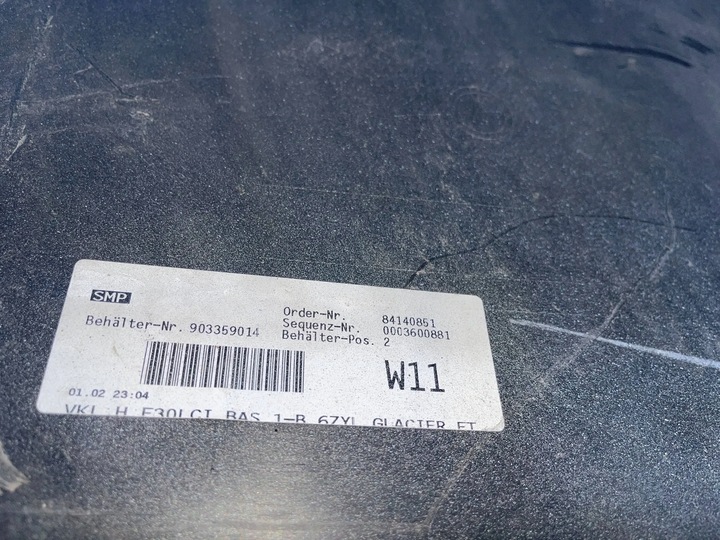 SMP
Order-Nr. 84140851
Behälter-Nr. 903359014 Sequenz-Nr. 0003600881
Behälter-Pos. 2
W11
01.02 23:04
VKL H F30LCI BAS 1-B 6ZYL GLACIER